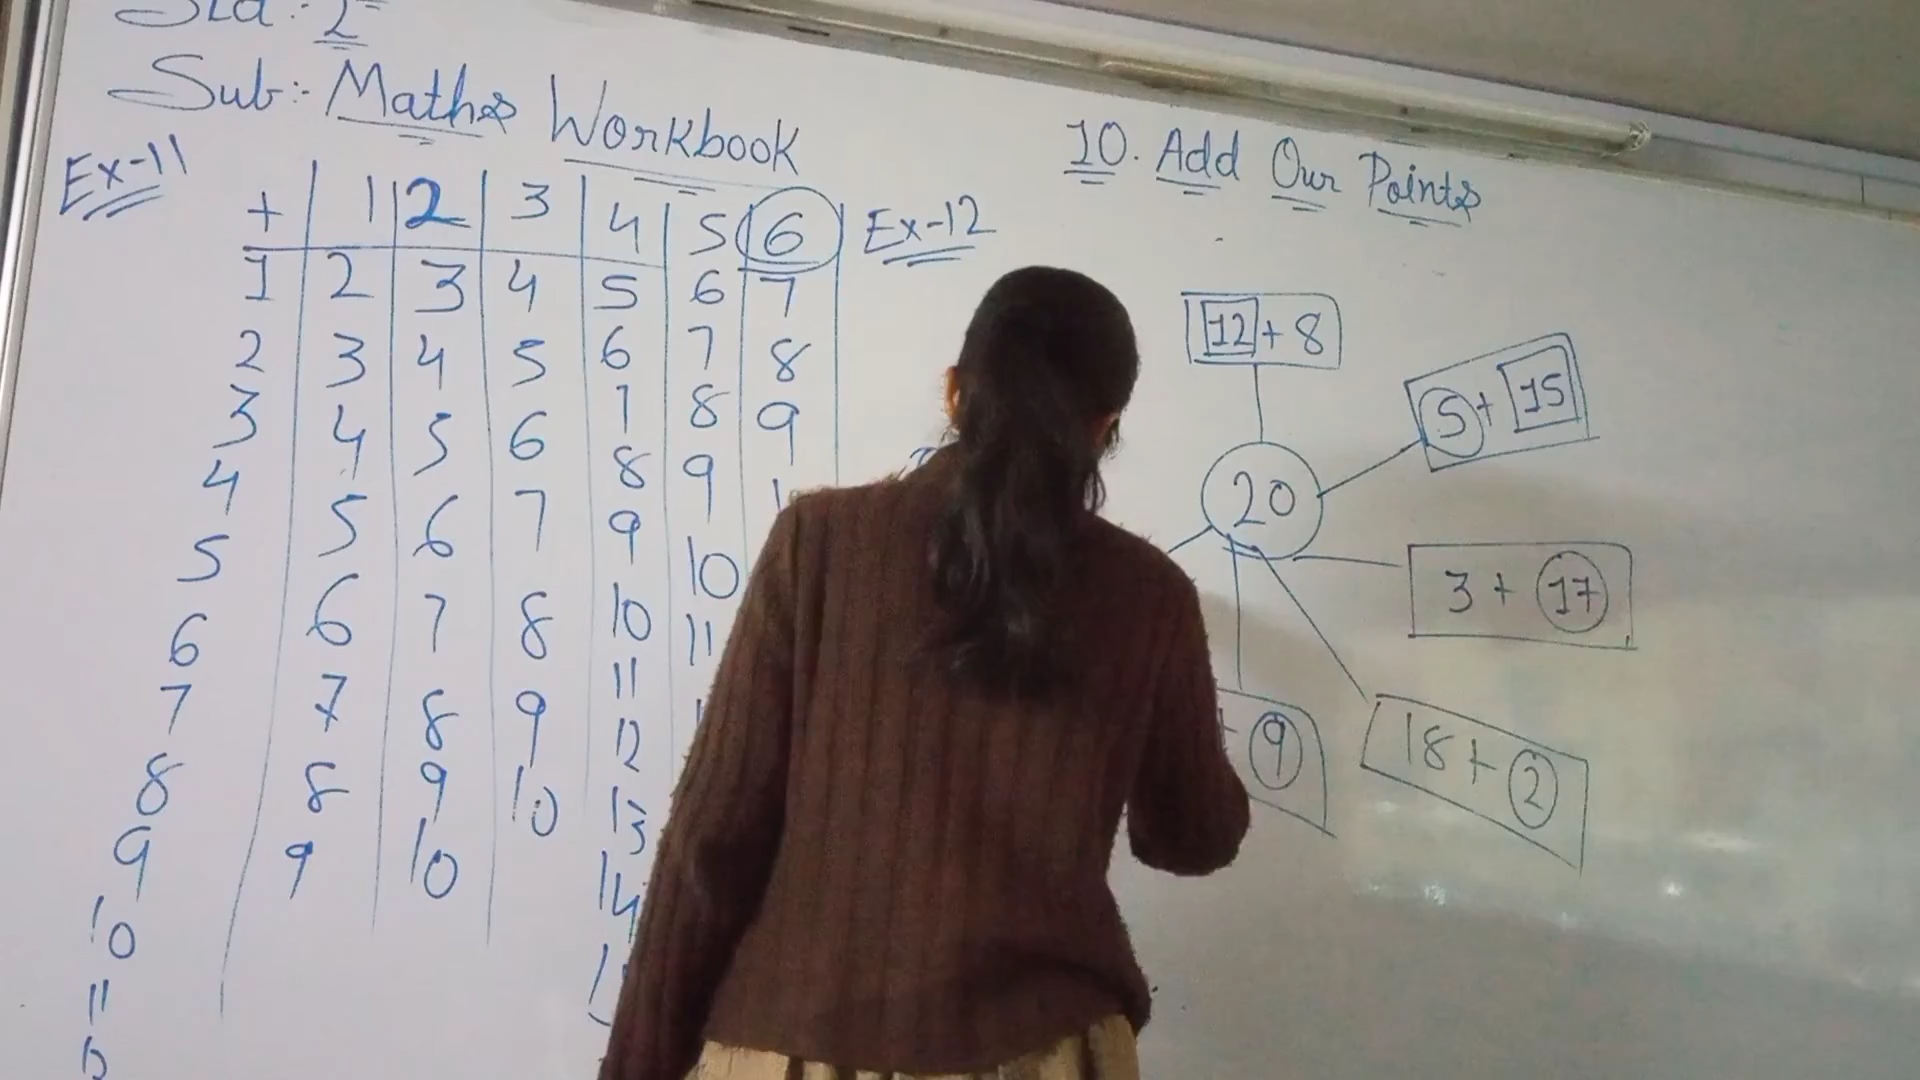 Std :- 2
Sub :- Maths Workbook
10. Add Our Points
Ex-11
Ex-12
+ 1 2 3 4 5 6
1 2 3 4 5 6 7
2 3 4 5 6 7 8
3 4 5 6 7 8 9
4 5 6 7 8 9
5 6 7 8 9 10
6 7 8 9 10 11
7 8 9 10 11
8 9 10 12
9 13
10 14
11
12 + 8
5 + 15
20
3 + 17
18 + 2
9